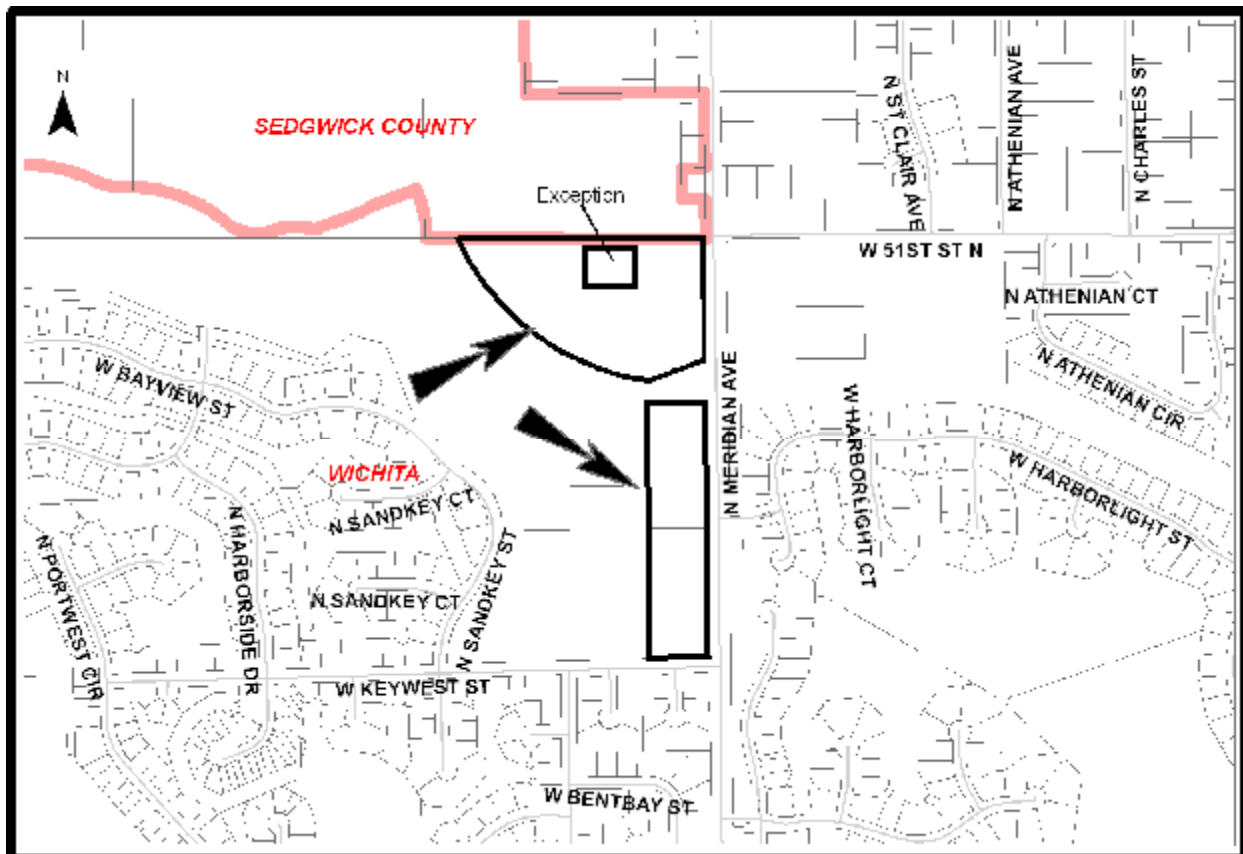 N
SEDGWICK COUNTY
N ST CLAIR AVE
N ATHENIAN AVE
N CHARLES ST
Exception
W 51ST ST N
N ATHENIAN CT
N ATHENIAN CIR
W BAYVIEW ST
N MERIDIAN AVE
W HARBORLIGHT CT
W HARBORLIGHT ST
WICHITA
N SANDKEY CT
N HARBORSIDE DR
N PORTWEST CIR
N SANDKEY CT
N SANDKEY ST
W KEYWEST ST
W BENTBAY ST